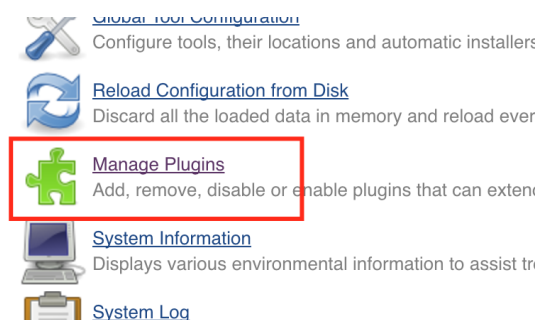 Global Tool Configuration
Configure tools, their locations and automatic installers
Reload Configuration from Disk
Discard all the loaded data in memory and reload ever
Manage Plugins
Add, remove, disable or enable plugins that can exten
System Information
Displays various environmental information to assist tr
System Log